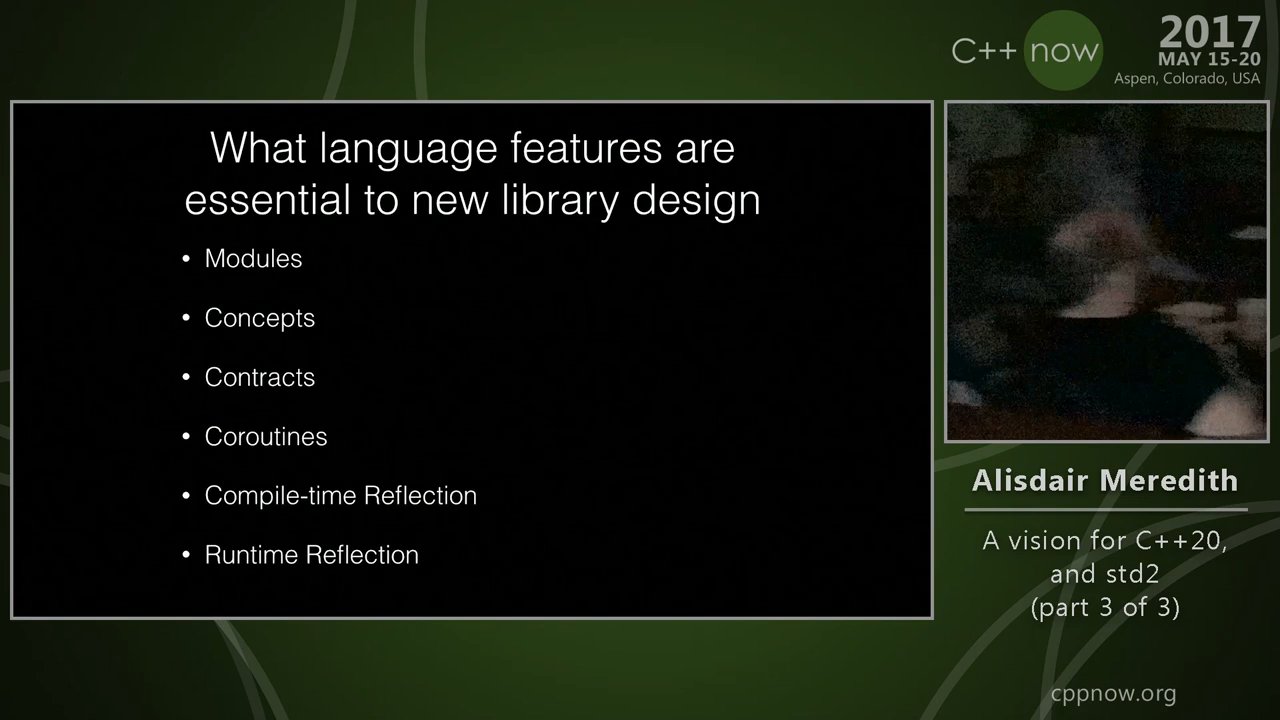 C++ now
2017
MAY 15-20
Aspen, Colorado, USA
What language features are
essential to new library design
• Modules
• Concepts
• Contracts
• Coroutines
• Compile-time Reflection
• Runtime Reflection
Alisdair Meredith
A vision for C++20,
and std2
(part 3 of 3)
cppnow.org